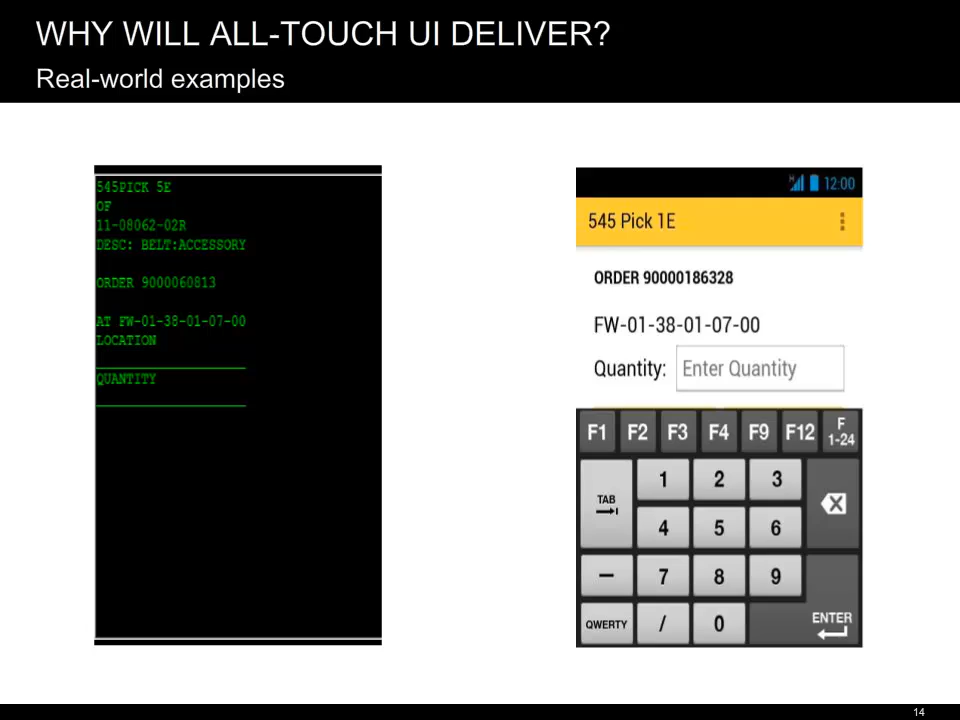 WHY WILL ALL-TOUCH UI DELIVER?
Real-world examples
545PICK 5E
OF
11-08062-02R
DESC: BELT:ACCESSORY
ORDER 9000060813
AT FW-01-38-01-07-00
LOCATION
QUANTITY
H 12:00
545 Pick 1E
ORDER 90000186328
FW-01-38-01-07-00
Quantity: Enter Quantity
F1 F2 F3 F4 F9 F12 F 1-24
TAB 1 2 3
4 5 6
- 7 8 9
QWERTY / 0 ENTER
14